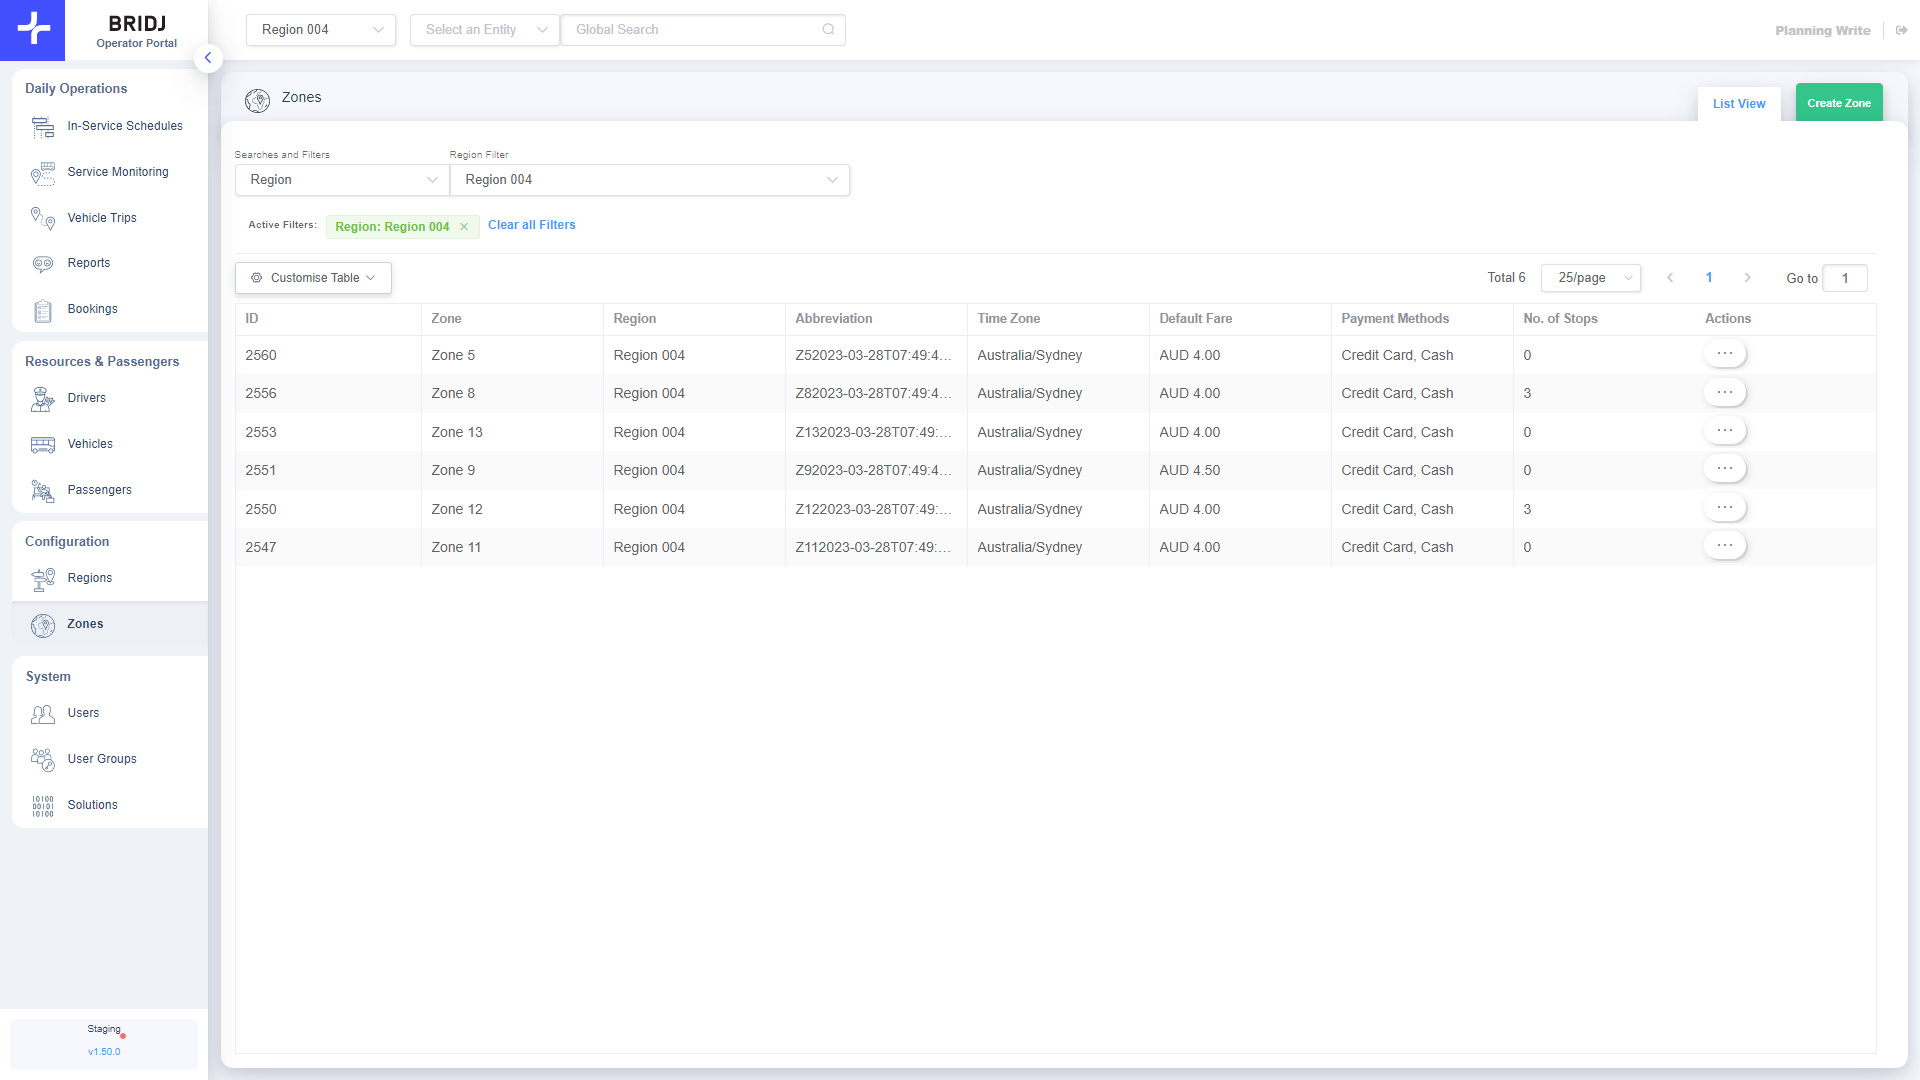 BRIDJ
Operator Portal
Region 004
Select an Entity
Global Search
Planning Write
Daily Operations
In-Service Schedules
Service Monitoring
Vehicle Trips
Reports
Bookings
Resources & Passengers
Drivers
Vehicles
Passengers
Configuration
Regions
Zones
System
Users
User Groups
Solutions
Staging
v1.50.0
Zones
List View
Create Zone
Searches and Filters
Region Filter
Region
Region 004
Active Filters: Region: Region 004 Clear all Filters
Customise Table
Total 6 25/page 1 Go to 1
ID Zone Region Abbreviation Time Zone Default Fare Payment Methods No. of Stops Actions
2560 Zone 5 Region 004 Z52023-03-28T07:49:4... Australia/Sydney AUD 4.00 Credit Card, Cash 0 ...
2556 Zone 8 Region 004 Z82023-03-28T07:49:4... Australia/Sydney AUD 4.00 Credit Card, Cash 3 ...
2553 Zone 13 Region 004 Z132023-03-28T07:49:... Australia/Sydney AUD 4.00 Credit Card, Cash 0 ...
2551 Zone 9 Region 004 Z92023-03-28T07:49:4... Australia/Sydney AUD 4.50 Credit Card, Cash 0 ...
2550 Zone 12 Region 004 Z122023-03-28T07:49:... Australia/Sydney AUD 4.00 Credit Card, Cash 3 ...
2547 Zone 11 Region 004 Z112023-03-28T07:49:... Australia/Sydney AUD 4.00 Credit Card, Cash 0 ...